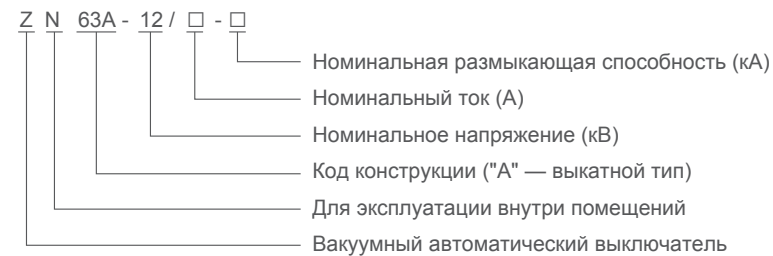 Z N 63A - 12 / □ - □
Номинальная размыкающая способность (кА)
Номинальный ток (А)
Номинальное напряжение (кВ)
Код конструкции ("А" — выкатной тип)
Для эксплуатации внутри помещений
Вакуумный автоматический выключатель